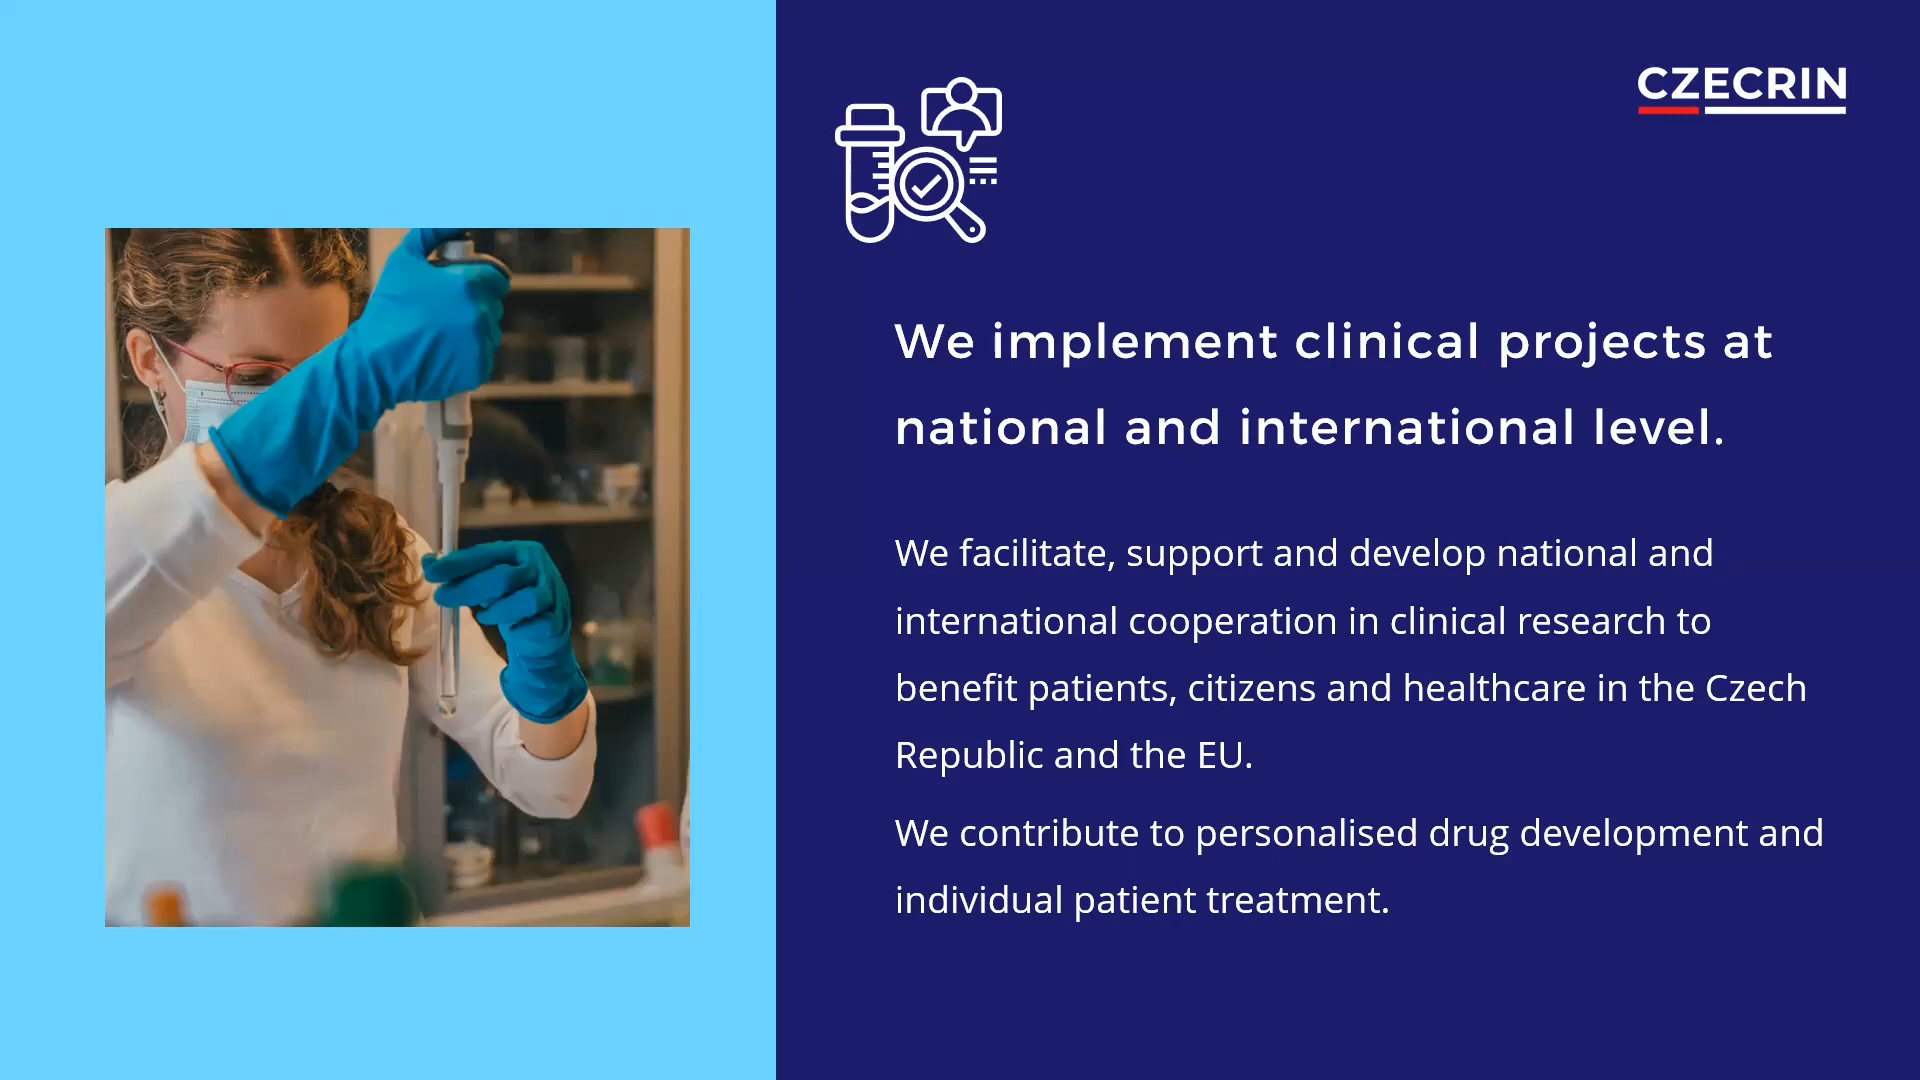 CZECRIN
We implement clinical projects at
national and international level.
We facilitate, support and develop national and
international cooperation in clinical research to
benefit patients, citizens and healthcare in the Czech
Republic and the EU.
We contribute to personalised drug development and
individual patient treatment.